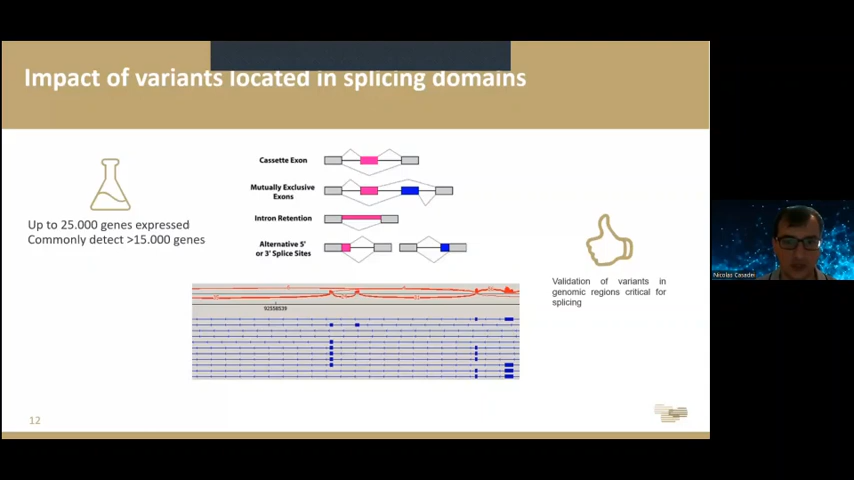 Impact of variants located in splicing domains
Up to 25.000 genes expressed
Commonly detect >15.000 genes
Cassette Exon
Mutually Exclusive
Exons
Intron Retention
Alternative 5'
or 3' Splice Sites
92558539
Validation of variants in
genomic regions critical for
splicing
Nicolas Casadei
12